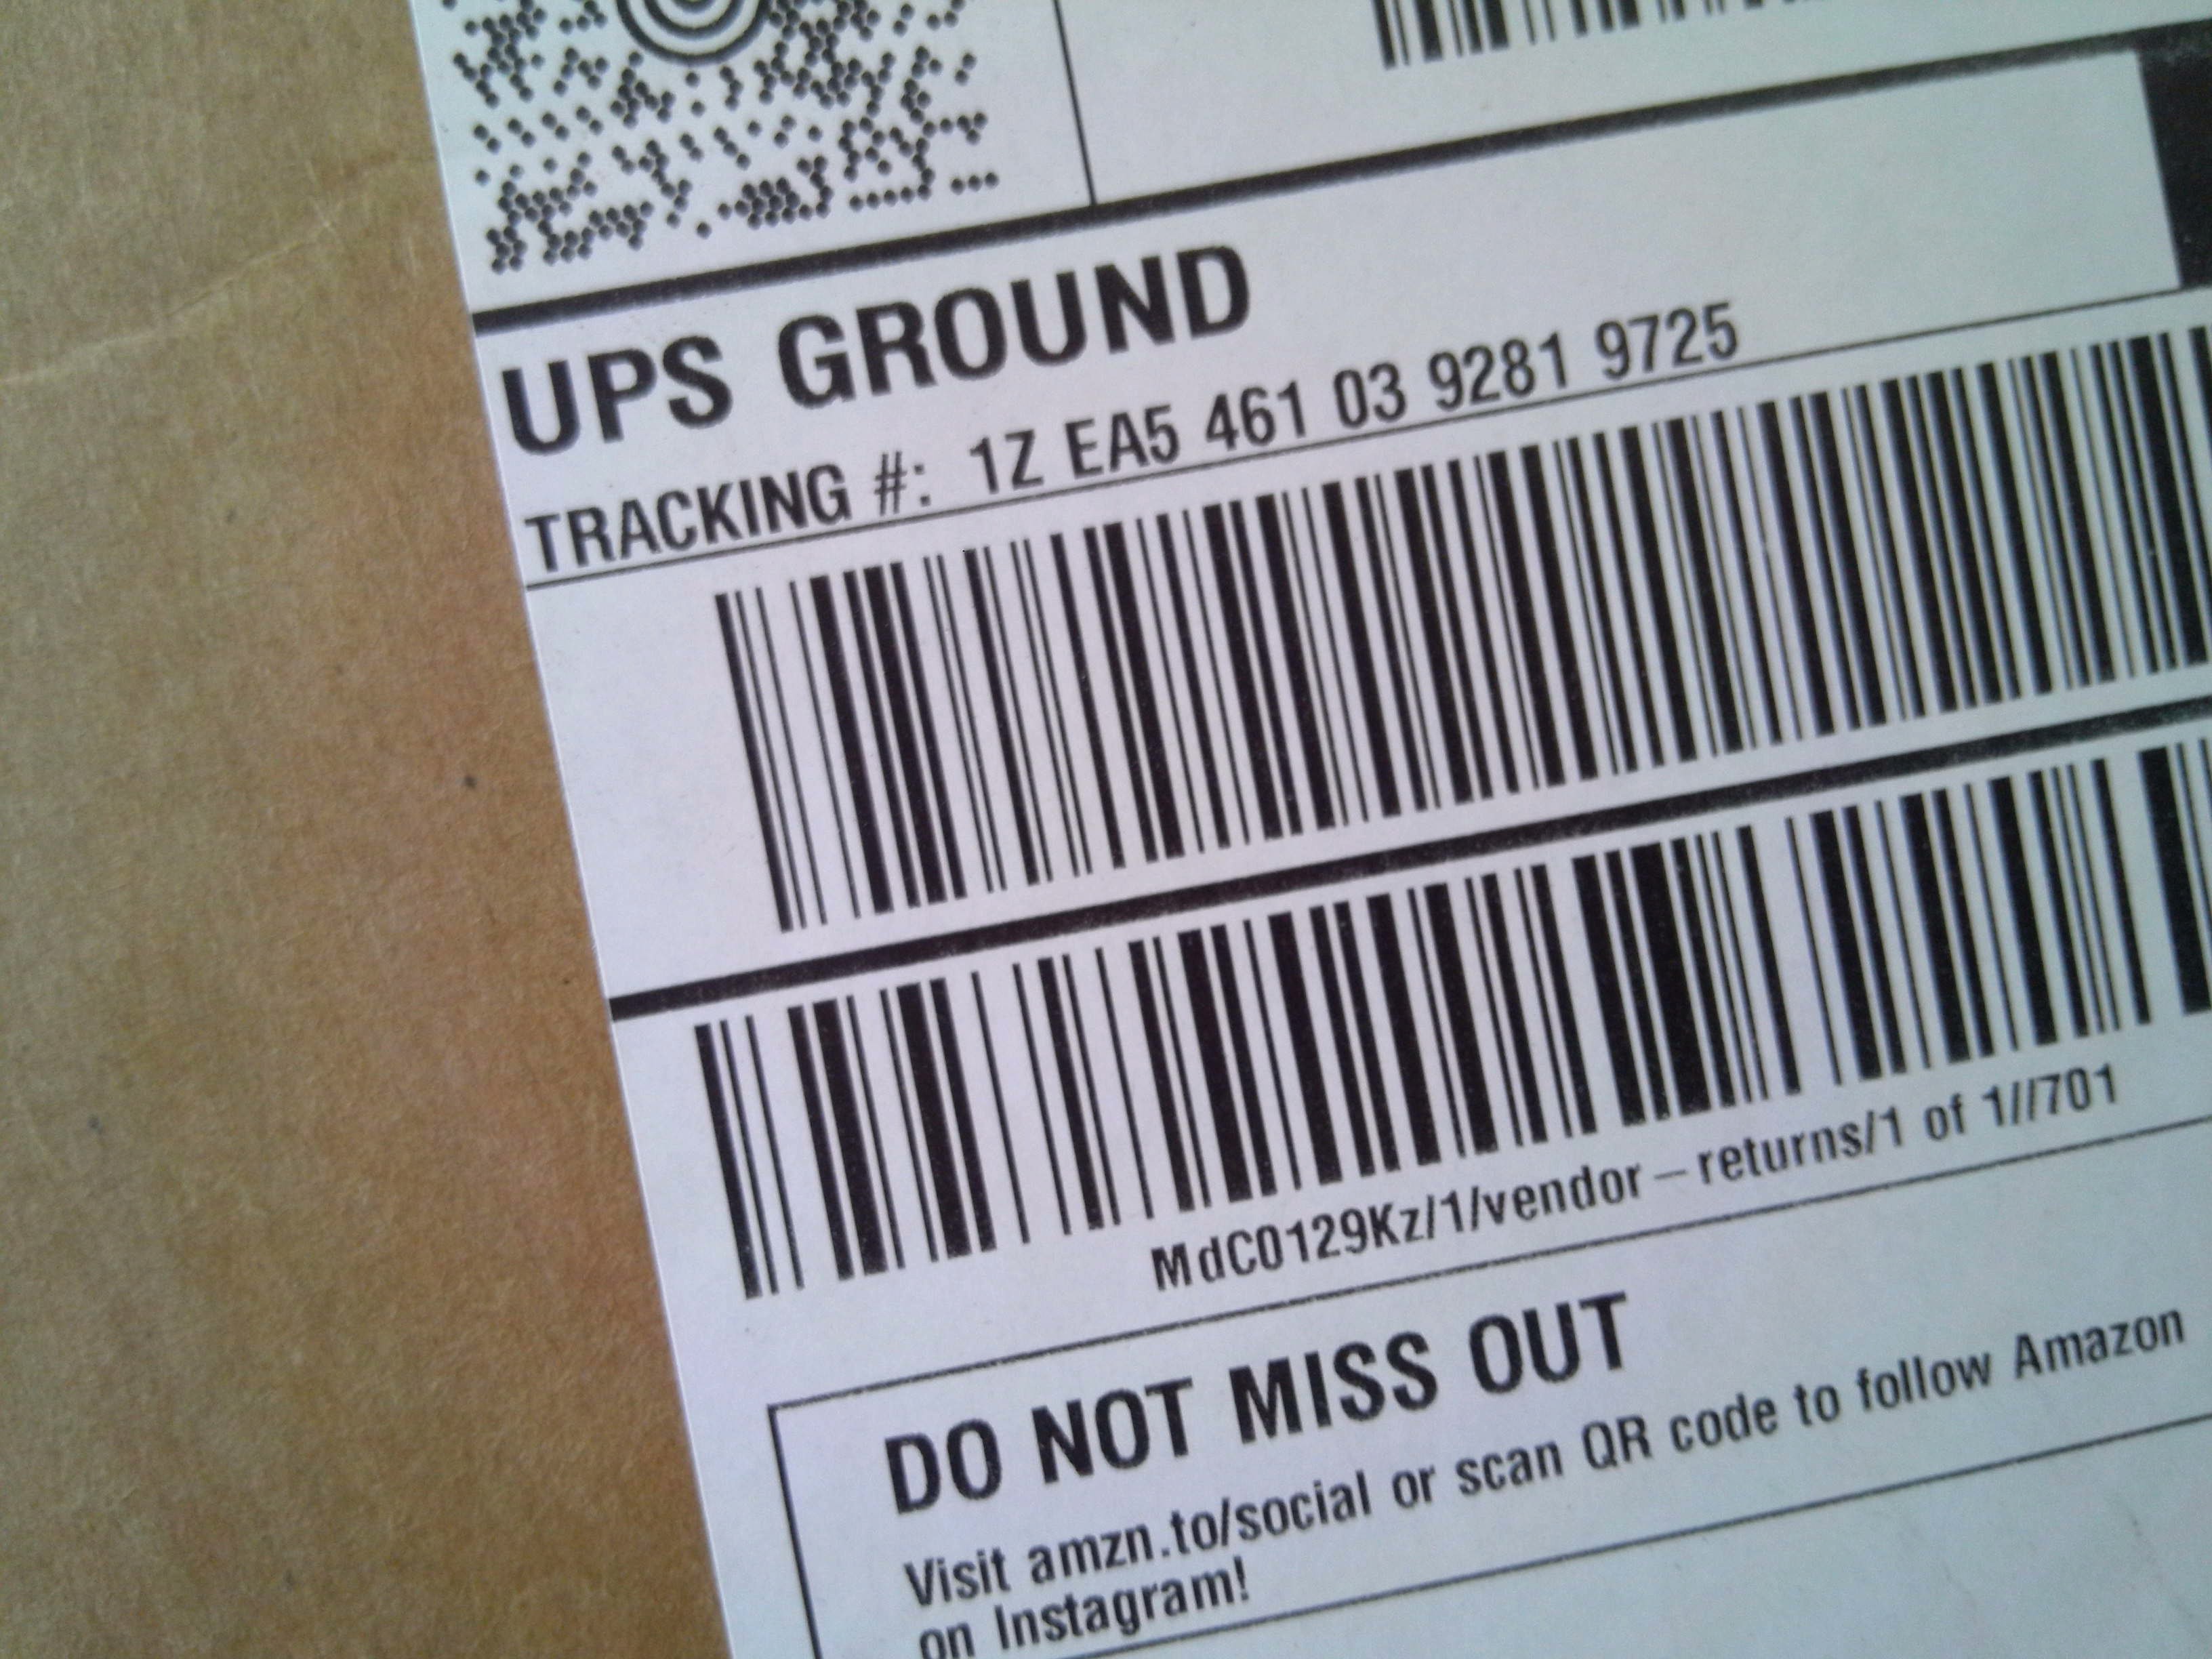 UPS GROUND
TRACKING #: 1Z EA5 461 03 9281 9725
MdC0129Kz/1/vendor – returns/1 of 1//701
DO NOT MISS OUT
Visit amzn.to/social or scan QR code to follow Amazon
on Instagram!